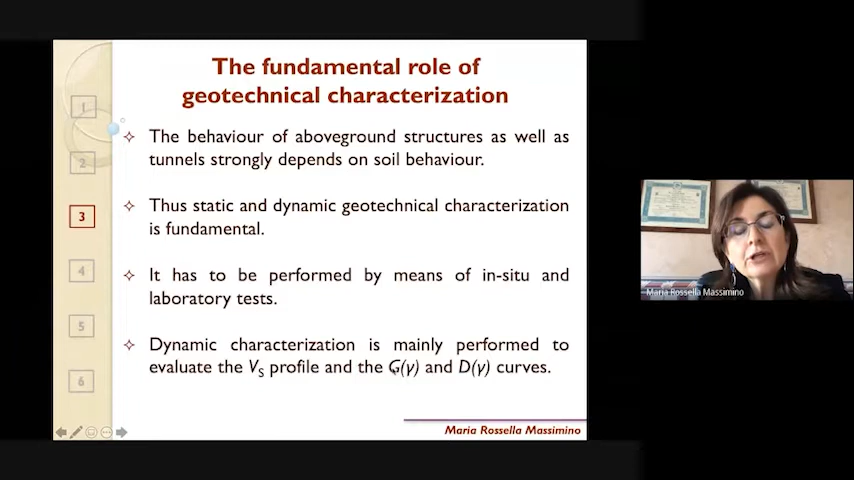 The fundamental role of
geotechnical characterization
1
2
3
4
5
6
✧ The behaviour of aboveground structures as well as
tunnels strongly depends on soil behaviour.
✧ Thus static and dynamic geotechnical characterization
is fundamental.
✧ It has to be performed by means of in-situ and
laboratory tests.
✧ Dynamic characterization is mainly performed to
evaluate the VS profile and the G(γ) and D(γ) curves.
Maria Rossella Massimino
Maria Rossella Massimino